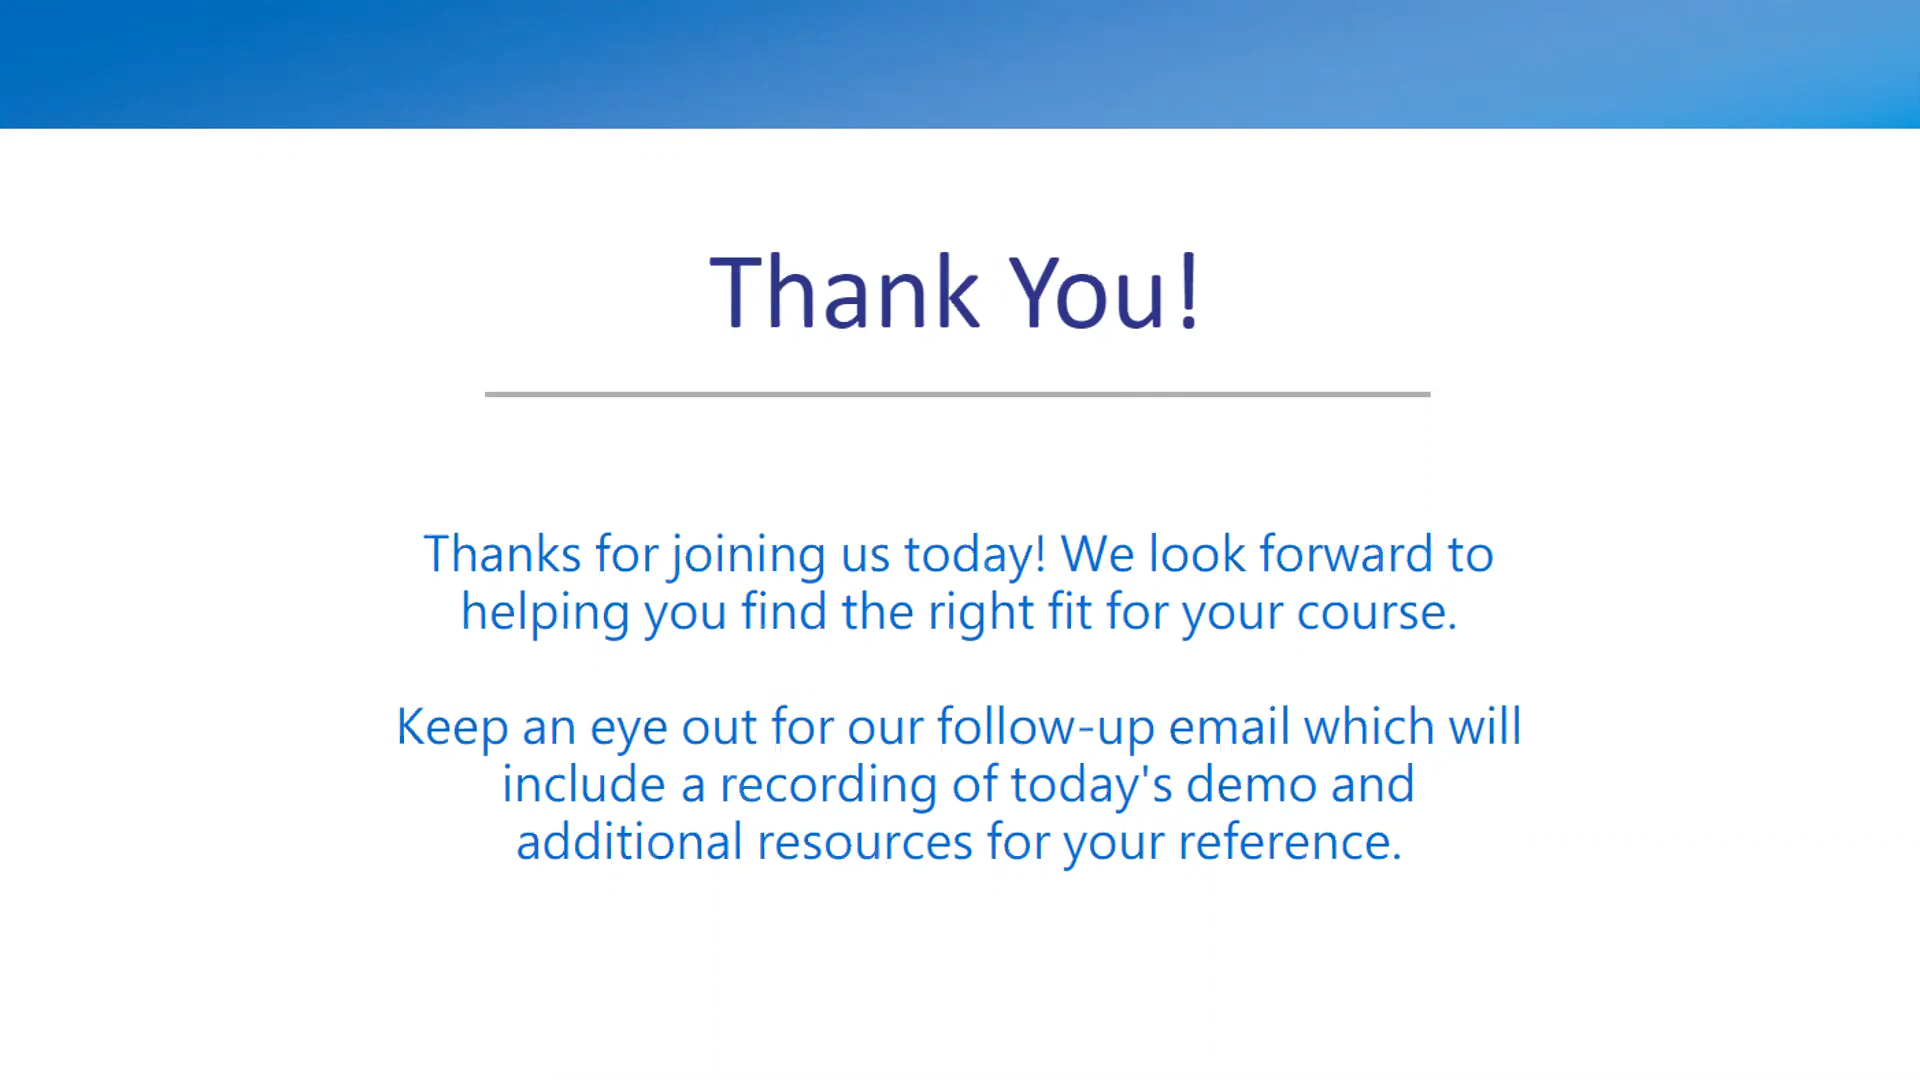 Thank You!
Thanks for joining us today! We look forward to
helping you find the right fit for your course.
Keep an eye out for our follow-up email which will
include a recording of today's demo and
additional resources for your reference.